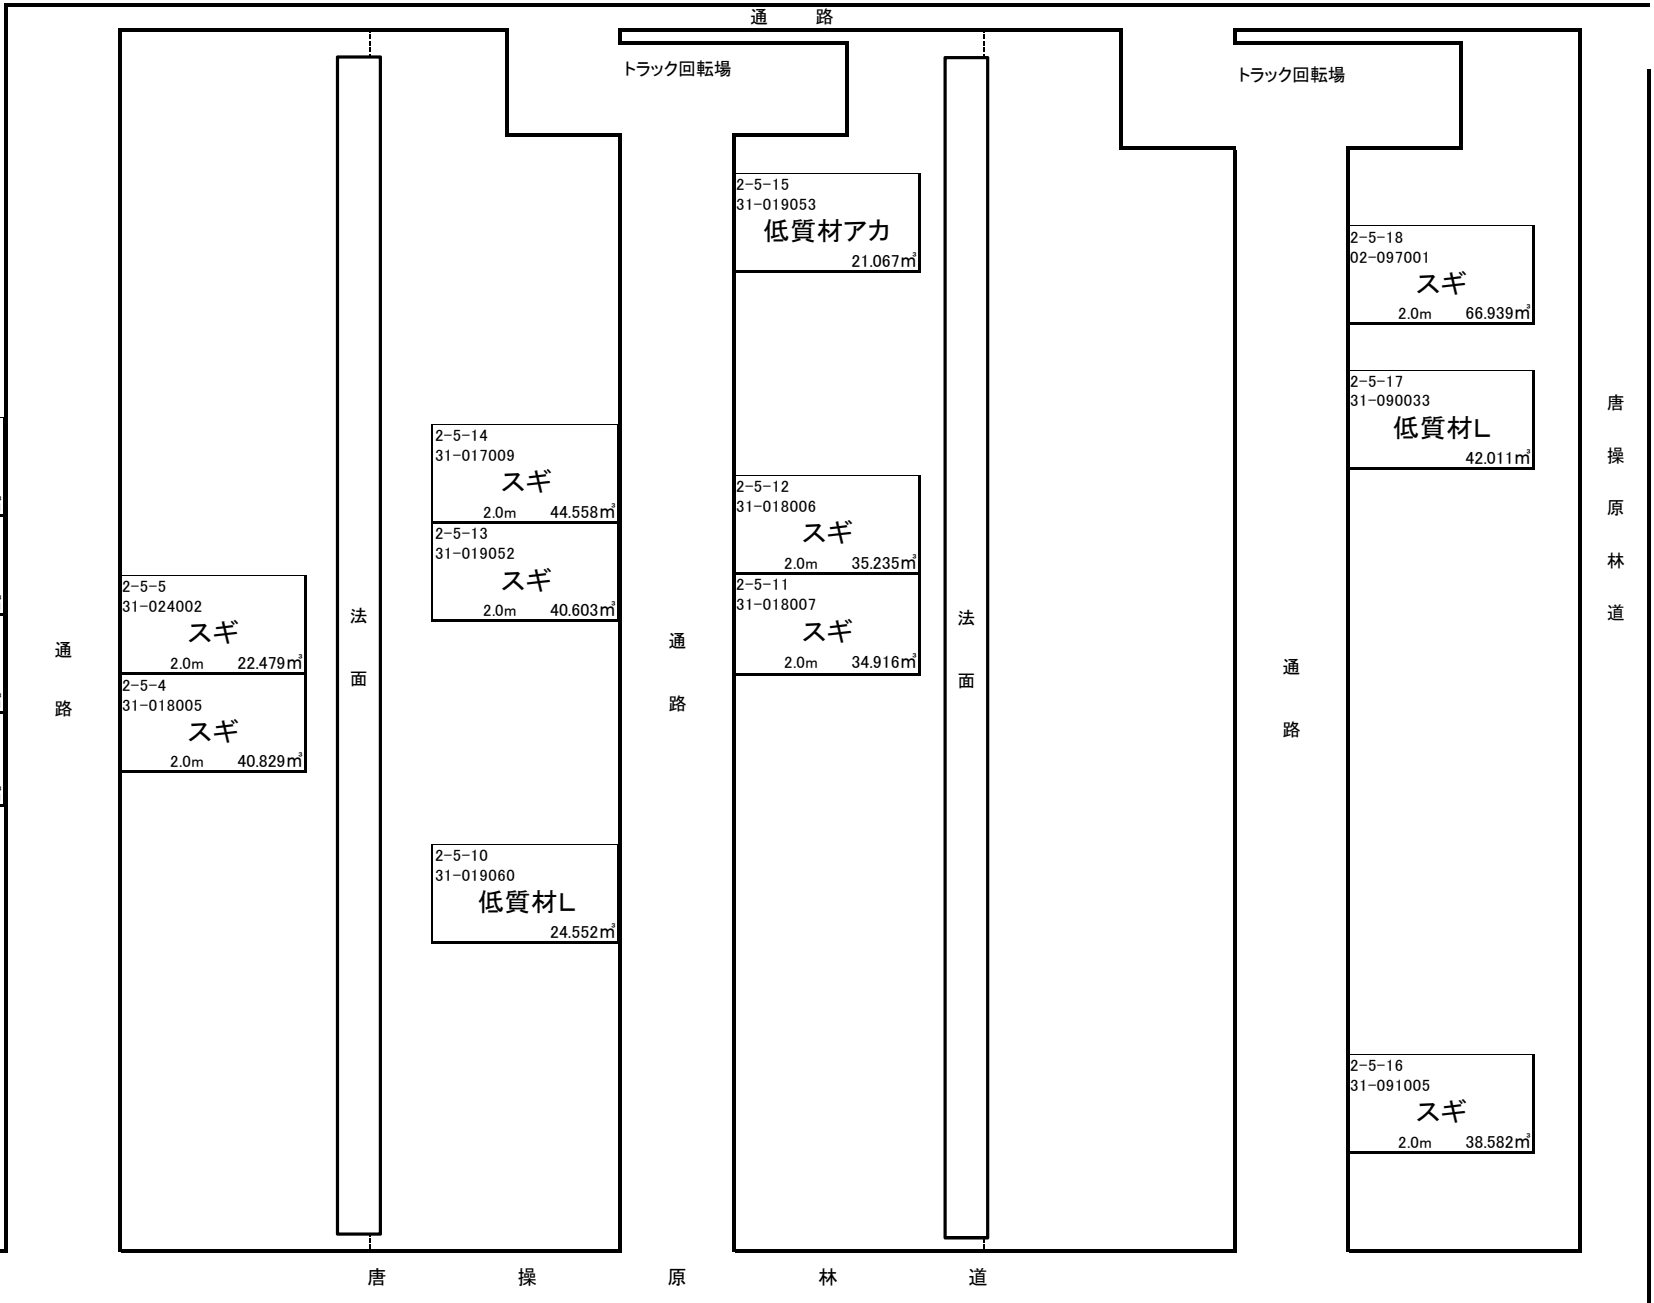 通 路
トラック回転場
トラック回転場
2-5-15
31-019053
低質材アカ
21.067㎥
2-5-18
02-097001
スギ
2.0m 66.939㎥
2-5-17
31-090033
低質材L
42.011㎥
2-5-14
31-017009
スギ
2.0m 44.558㎥
2-5-13
31-019052
スギ
2.0m 40.603㎥
2-5-12
31-018006
スギ
2.0m 35.235㎥
2-5-11
31-018007
スギ
2.0m 34.916㎥
2-5-5
31-024002
スギ
2.0m 22.479㎥
2-5-4
31-018005
スギ
2.0m 40.829㎥
通路
法面
通路
法面
通路
唐操原林道
2-5-10
31-019060
低質材L
24.552㎥
2-5-16
31-091005
スギ
2.0m 38.582㎥
唐 操 原 林 道